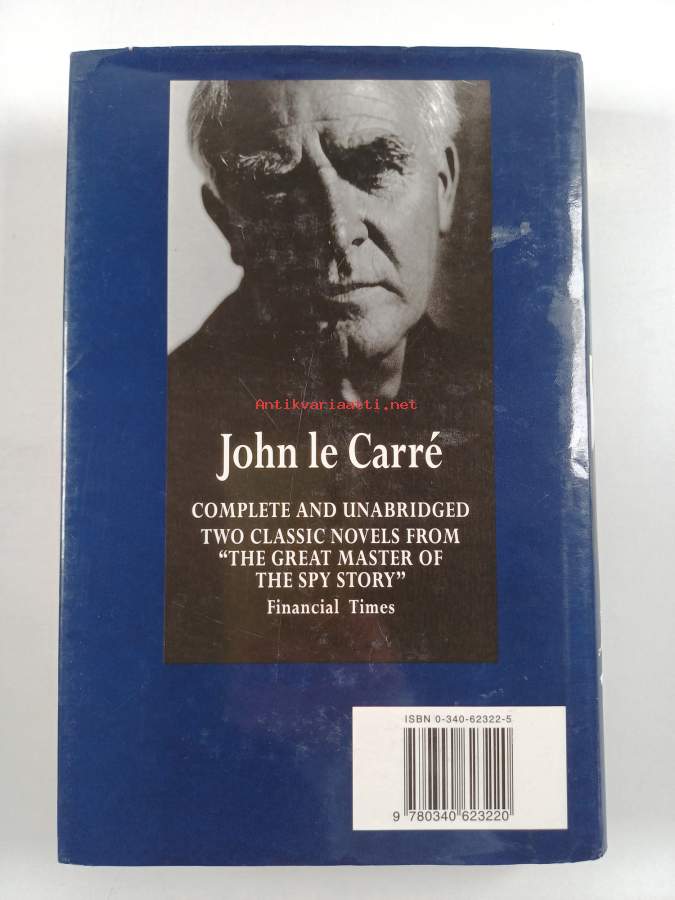 Antikvariaatti.net
John le Carré
COMPLETE AND UNABRIDGED
TWO CLASSIC NOVELS FROM
“THE GREAT MASTER OF
THE SPY STORY”
Financial Times
ISBN 0-340-62322-5
9 780340 623220